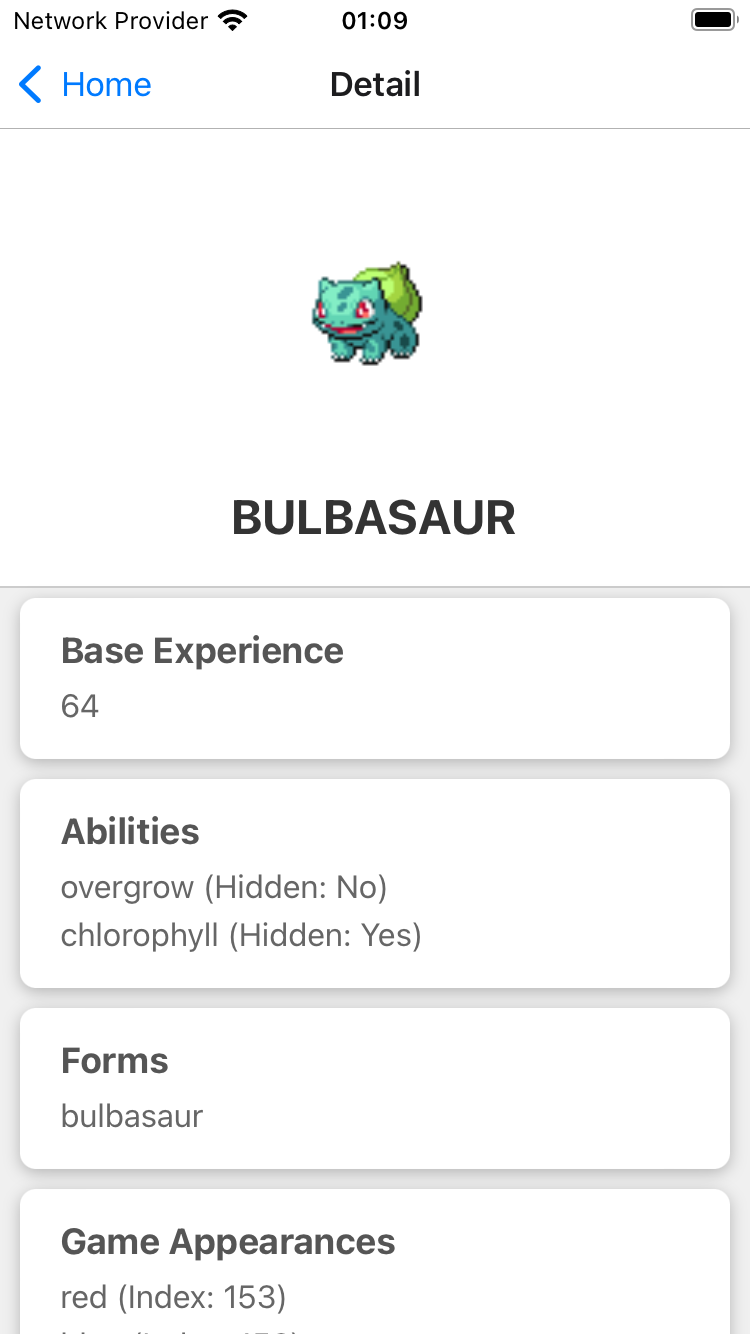 Network Provider 01:09
Home Detail
BULBASAUR
Base Experience
64
Abilities
overgrow (Hidden: No)
chlorophyll (Hidden: Yes)
Forms
bulbasaur
Game Appearances
red (Index: 153)